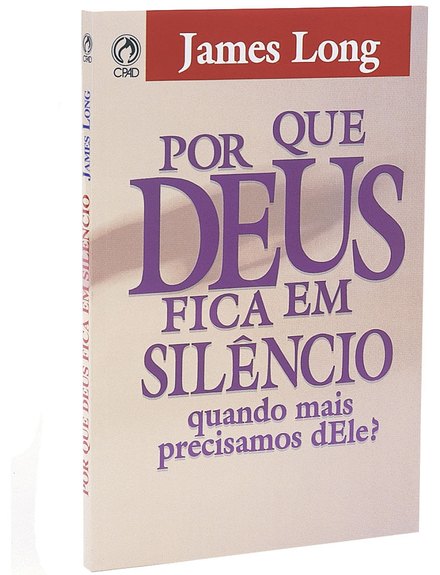 CPAD
James Long
POR QUE
DEUS
FICA EM
SILÊNCIO
quando mais
precisamos dEle?
CPAD
JAMES LONG
POR QUE DEUS FICA EM SILÊNCIO